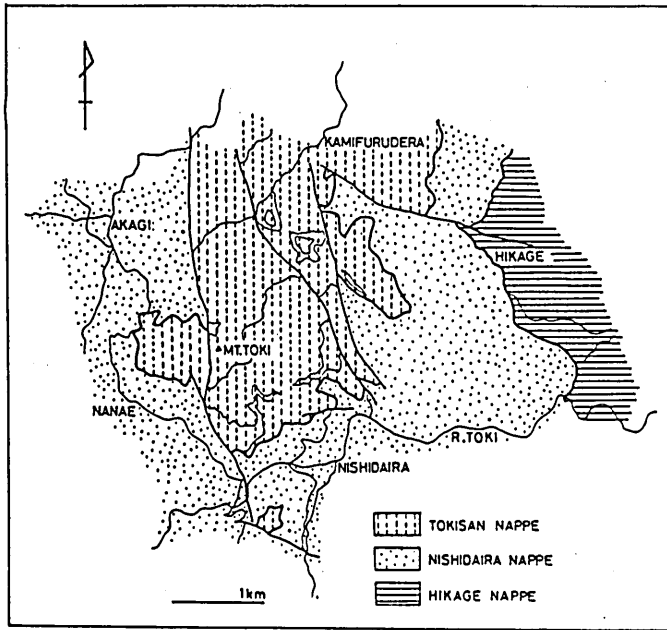 KAMIFURUDERA
AKAGI
HIKAGE
MT.TOKI
NANAE
R.TOKI
NISHIDAIRA
TOKISAN NAPPE
NISHIDAIRA NAPPE
HIKAGE NAPPE
1km